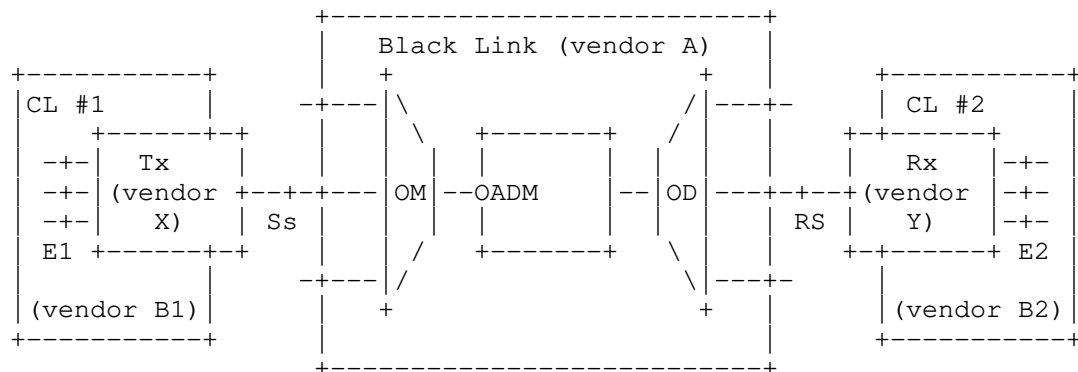 Black Link (vendor A)
CL #1 CL #2
Tx Rx
(vendor OM OADM OD (vendor
X) Ss RS Y)
E1 E2
(vendor B1) (vendor B2)